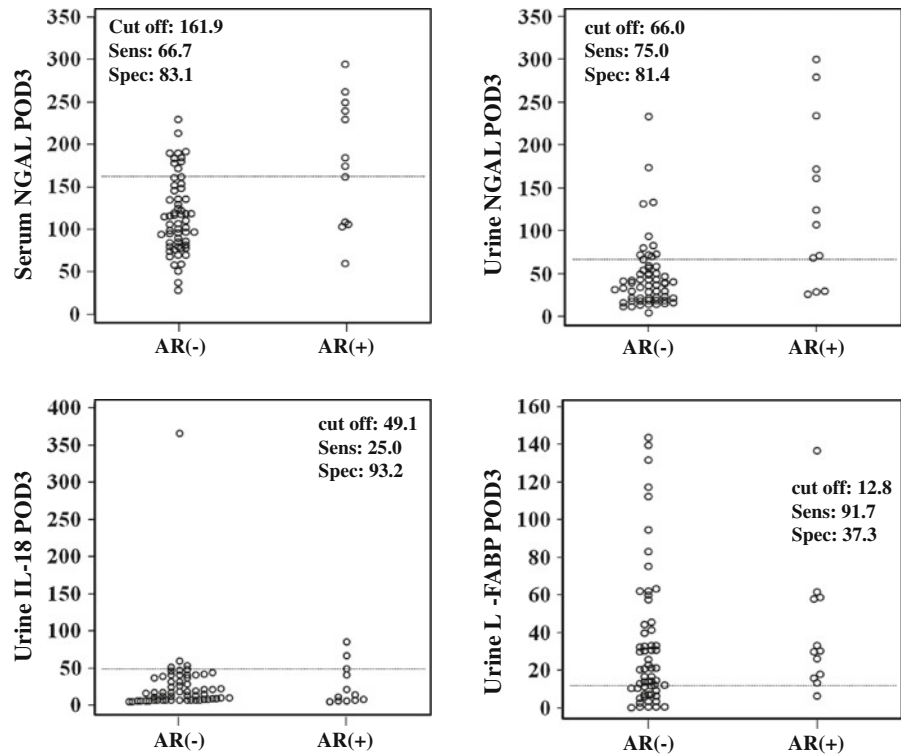 Serum NGAL POD3
350
300
250
200
150
100
50
0
Cut off: 161.9
Sens: 66.7
Spec: 83.1
AR(-)
AR(+)
Urine NGAL POD3
350
300
250
200
150
100
50
0
cut off: 66.0
Sens: 75.0
Spec: 81.4
AR(-)
AR(+)
Urine IL-18 POD3
400
350
300
250
200
150
100
50
0
cut off: 49.1
Sens: 25.0
Spec: 93.2
AR(-)
AR(+)
Urine L -FABP POD3
160
140
120
100
80
60
40
20
0
cut off: 12.8
Sens: 91.7
Spec: 37.3
AR(-)
AR(+)